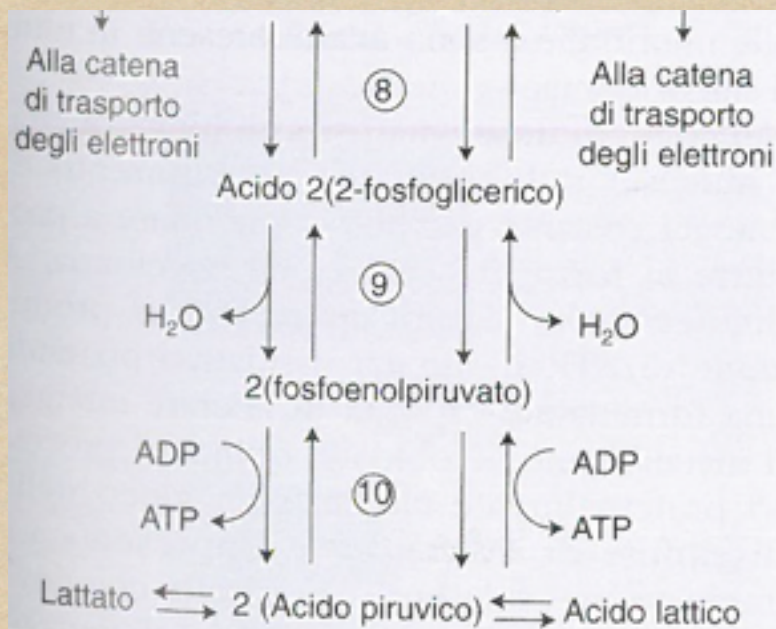 Alla catena
di trasporto
degli elettroni
8
Alla catena
di trasporto
degli elettroni
Acido 2(2-fosfoglicerico)
9
H₂O
H₂O
2(fosfoenolpiruvato)
ADP
ATP
10
ADP
ATP
Lattato 2 (Acido piruvico) Acido lattico